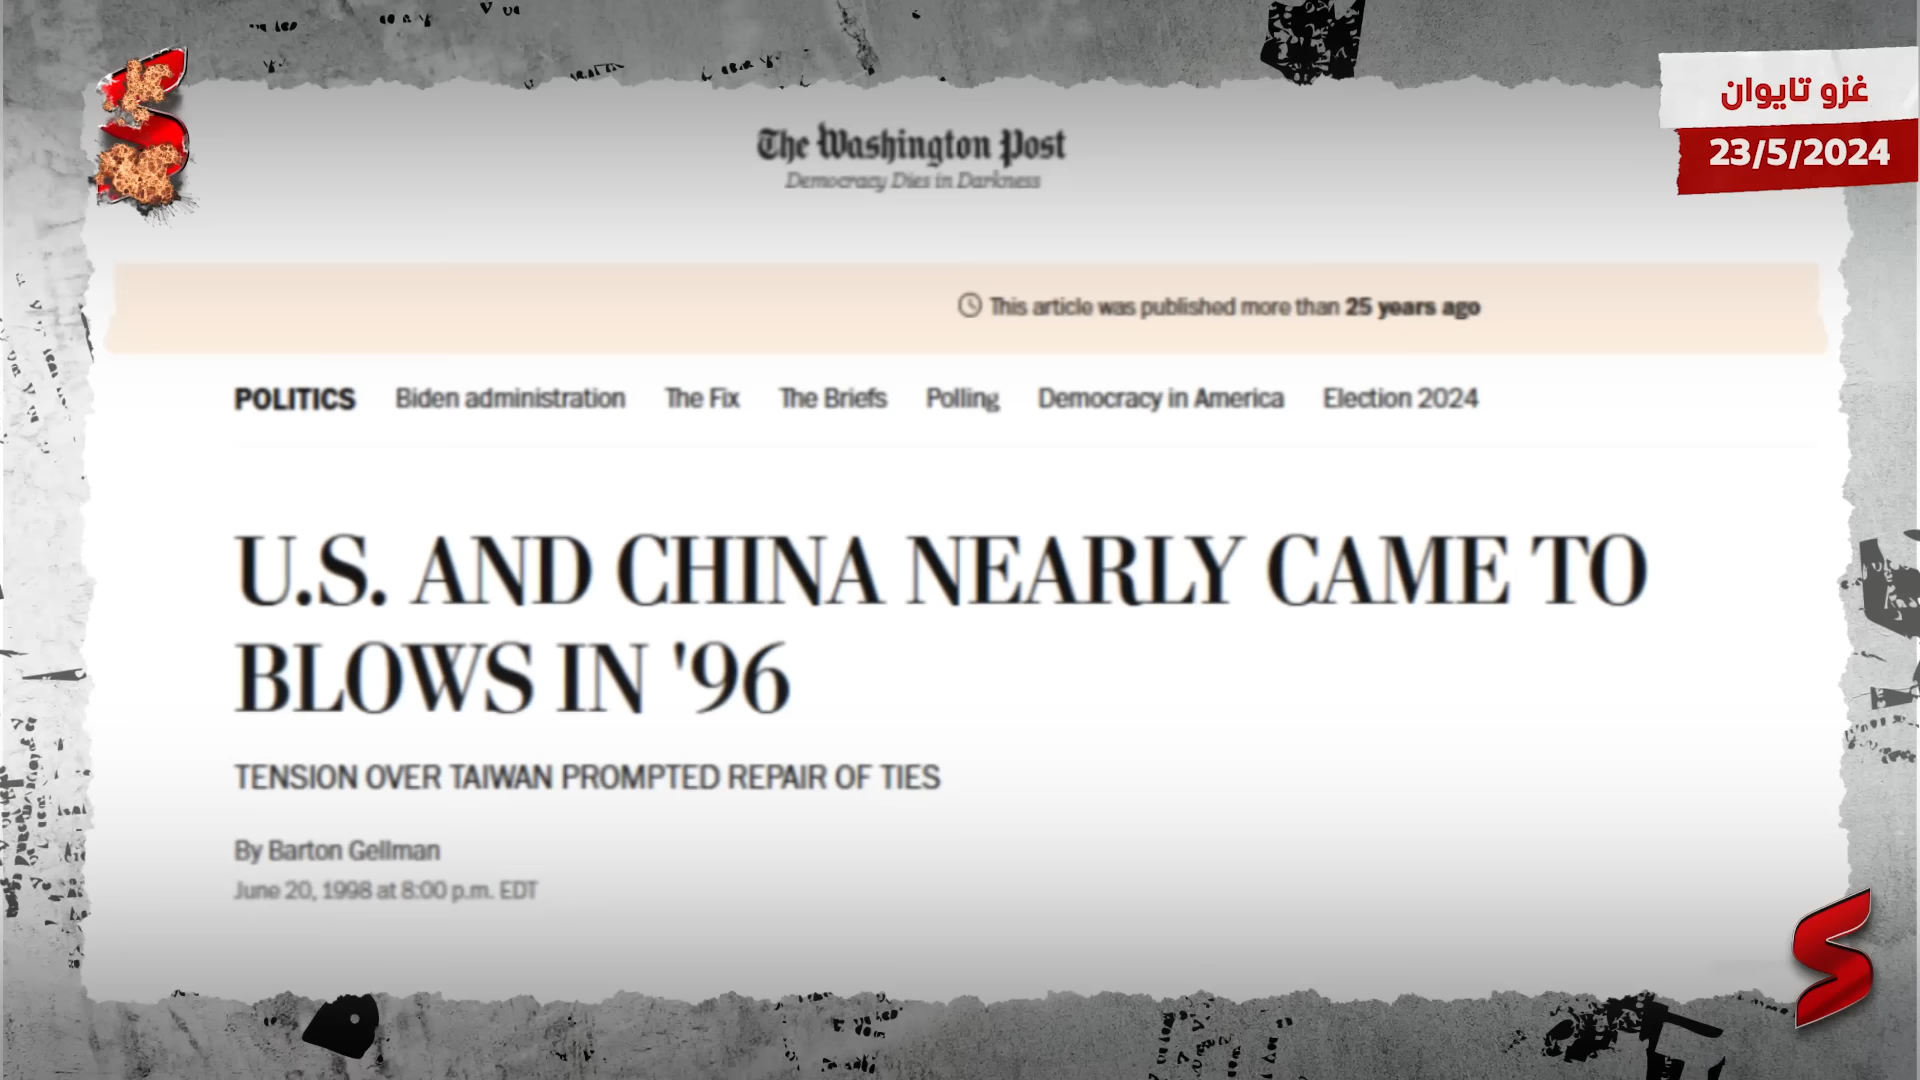 غزو تايوان
23/5/2024
The Washington Post
Democracy Dies in Darkness
This article was published more than 25 years ago
POLITICS Biden administration The Fix The Briefs Polling Democracy in America Election 2024
U.S. AND CHINA NEARLY CAME TO
BLOWS IN '96
TENSION OVER TAIWAN PROMPTED REPAIR OF TIES
By Barton Gellman
June 20, 1998 at 8:00 p.m. EDT